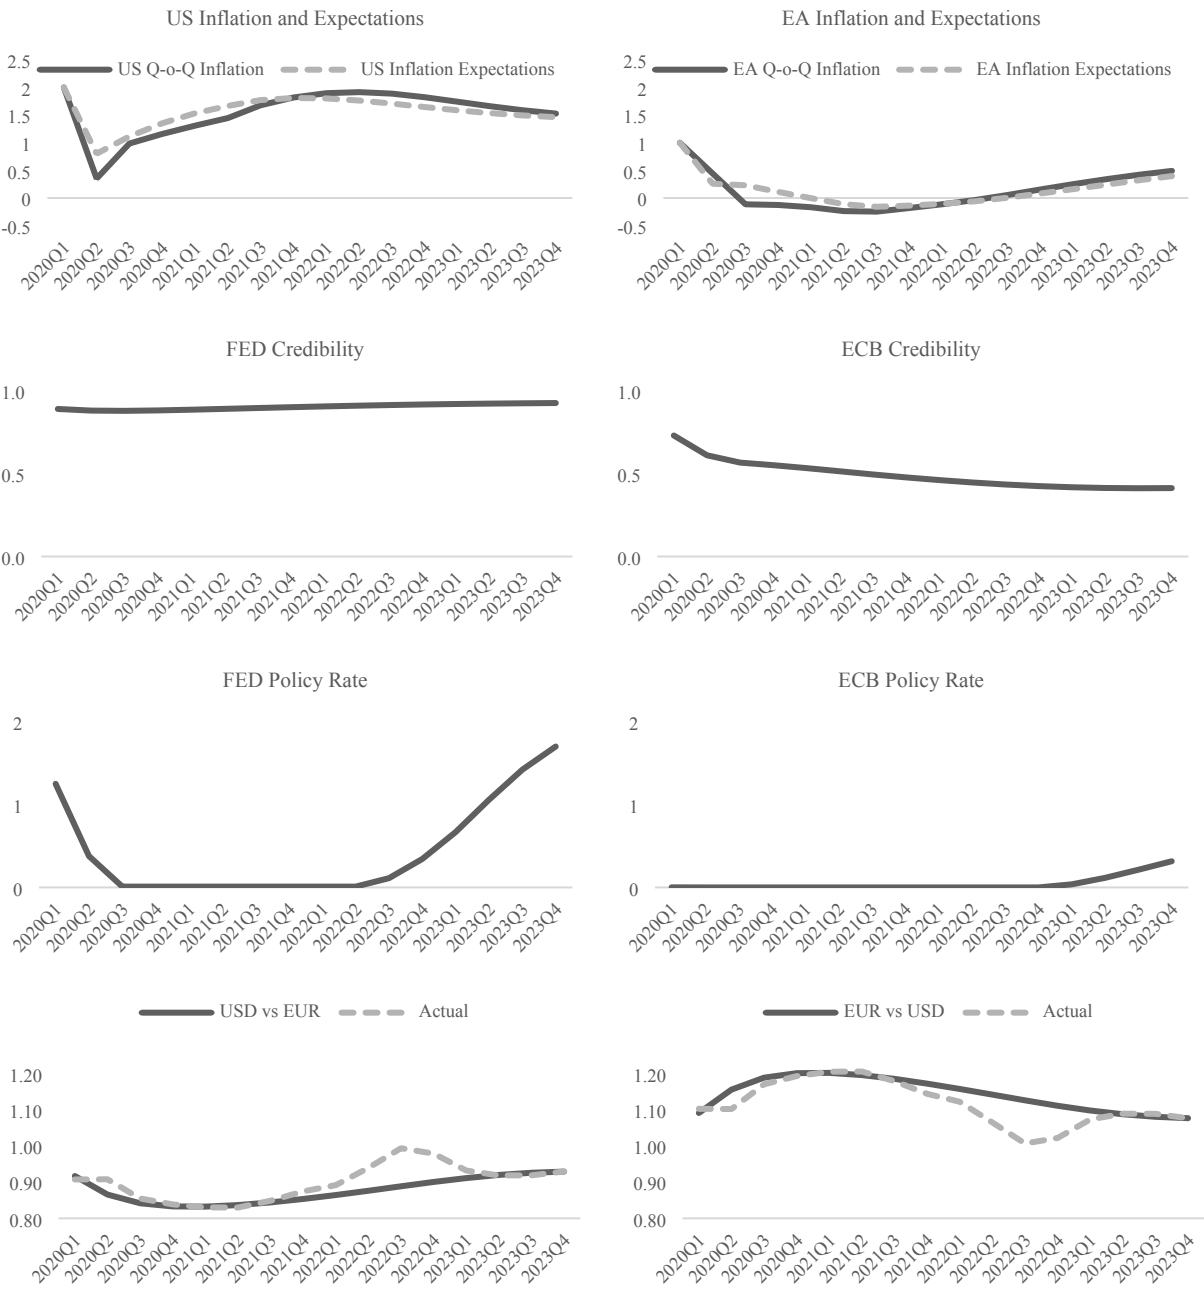 US Inflation and Expectations
2.5
US Q-o-Q Inflation US Inflation Expectations
2
1.5
1
0.5
0
-0.5
2020Q1 2020Q2 2020Q3 2020Q4 2021Q1 2021Q2 2021Q3 2021Q4 2022Q1 2022Q2 2022Q3 2022Q4 2023Q1 2023Q2 2023Q3 2023Q4
EA Inflation and Expectations
2.5
EA Q-o-Q Inflation EA Inflation Expectations
2
1.5
1
0.5
0
-0.5
2020Q1 2020Q2 2020Q3 2020Q4 2021Q1 2021Q2 2021Q3 2021Q4 2022Q1 2022Q2 2022Q3 2022Q4 2023Q1 2023Q2 2023Q3 2023Q4
FED Credibility
1.0
0.5
0.0
2020Q1 2020Q2 2020Q3 2020Q4 2021Q1 2021Q2 2021Q3 2021Q4 2022Q1 2022Q2 2022Q3 2022Q4 2023Q1 2023Q2 2023Q3 2023Q4
ECB Credibility
1.0
0.5
0.0
2020Q1 2020Q2 2020Q3 2020Q4 2021Q1 2021Q2 2021Q3 2021Q4 2022Q1 2022Q2 2022Q3 2022Q4 2023Q1 2023Q2 2023Q3 2023Q4
FED Policy Rate
2
1
0
2020Q1 2020Q2 2020Q3 2020Q4 2021Q1 2021Q2 2021Q3 2021Q4 2022Q1 2022Q2 2022Q3 2022Q4 2023Q1 2023Q2 2023Q3 2023Q4
ECB Policy Rate
2
1
0
2020Q1 2020Q2 2020Q3 2020Q4 2021Q1 2021Q2 2021Q3 2021Q4 2022Q1 2022Q2 2022Q3 2022Q4 2023Q1 2023Q2 2023Q3 2023Q4
USD vs EUR Actual
1.20
1.10
1.00
0.90
0.80
2020Q1 2020Q2 2020Q3 2020Q4 2021Q1 2021Q2 2021Q3 2021Q4 2022Q1 2022Q2 2022Q3 2022Q4 2023Q1 2023Q2 2023Q3 2023Q4
EUR vs USD Actual
1.20
1.10
1.00
0.90
0.80
2020Q1 2020Q2 2020Q3 2020Q4 2021Q1 2021Q2 2021Q3 2021Q4 2022Q1 2022Q2 2022Q3 2022Q4 2023Q1 2023Q2 2023Q3 2023Q4